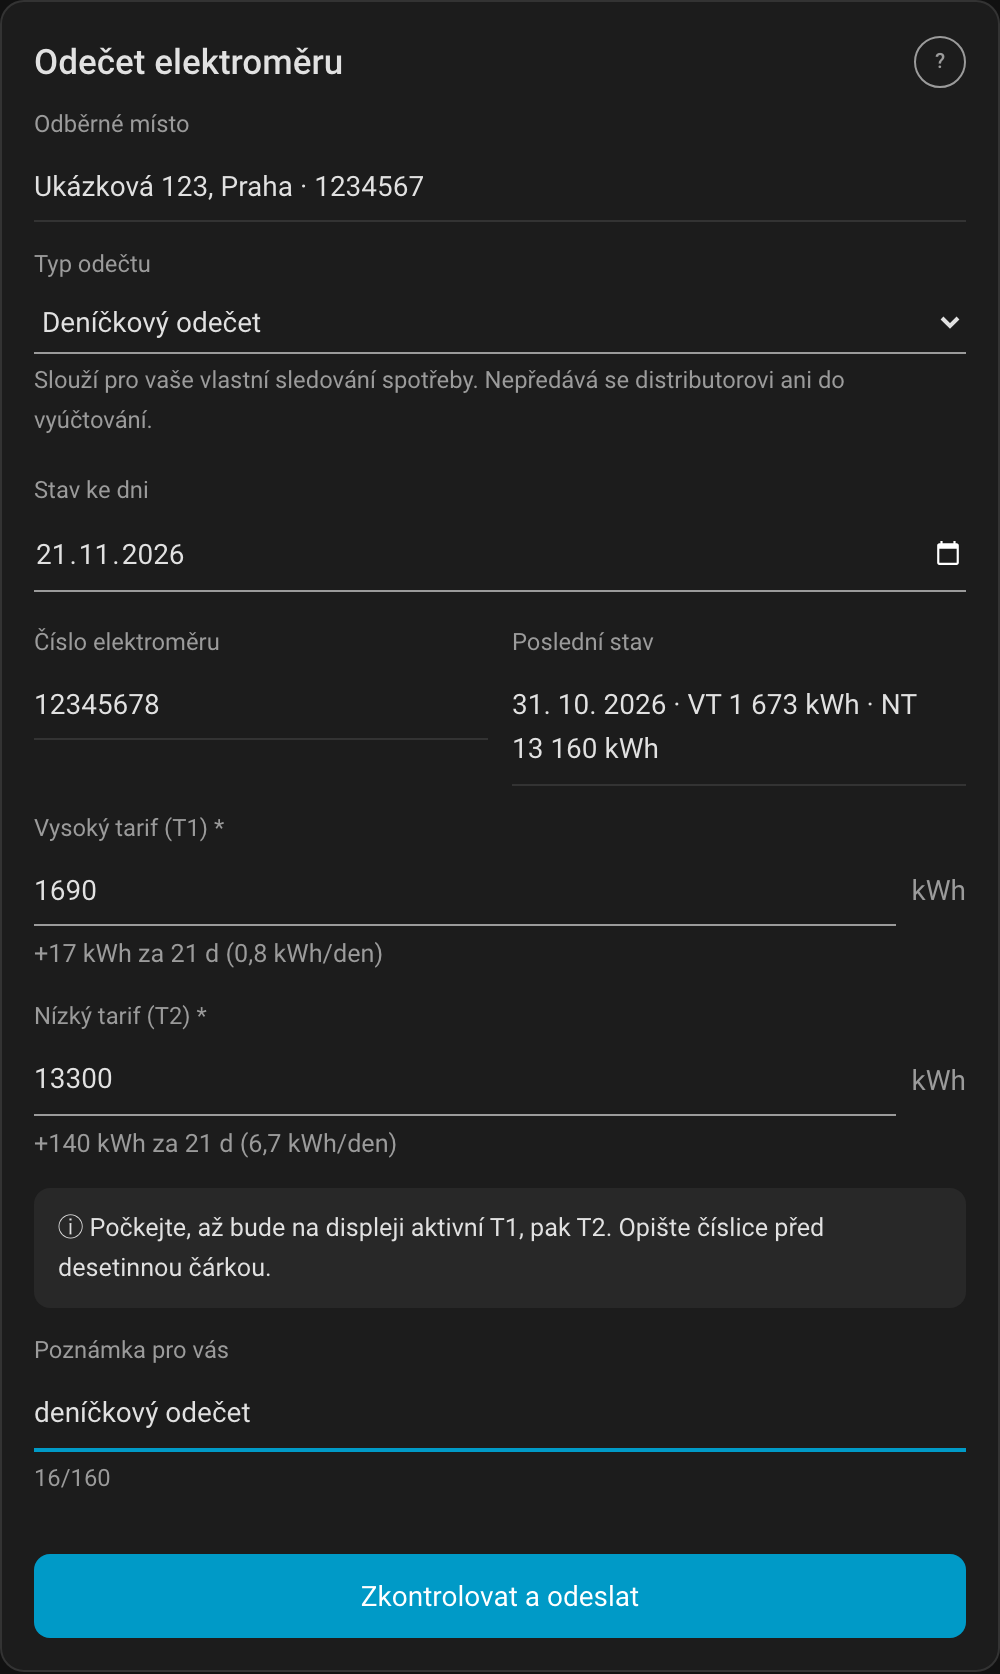 Odečet elektroměru
?
Odběrné místo
Ukázková 123, Praha · 1234567
Typ odečtu
Deníčkový odečet
Slouží pro vaše vlastní sledování spotřeby. Nepředává se distributorovi ani do
vyúčtování.
Stav ke dni
21.11.2026
Číslo elektroměru
12345678
Poslední stav
31. 10. 2026 · VT 1 673 kWh · NT
13 160 kWh
Vysoký tarif (T1) *
1690 kWh
+17 kWh za 21 d (0,8 kWh/den)
Nízký tarif (T2) *
13300 kWh
+140 kWh za 21 d (6,7 kWh/den)
ⓘ Počkejte, až bude na displeji aktivní T1, pak T2. Opište číslice před
desetinnou čárkou.
Poznámka pro vás
deníčkový odečet
16/160
Zkontrolovat a odeslat